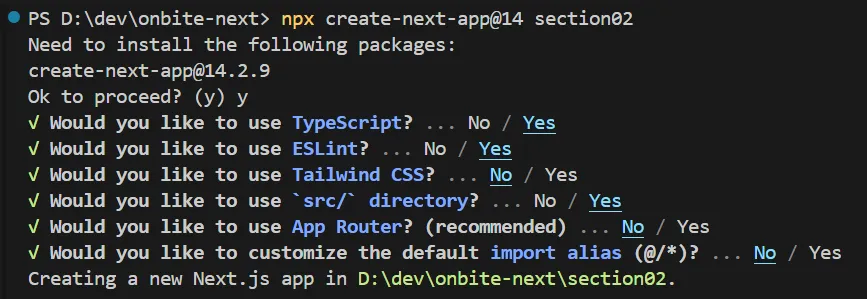 PS D:\dev\onbite-next> npx create-next-app@14 section02
Need to install the following packages:
create-next-app@14.2.9
Ok to proceed? (y) y
√ Would you like to use TypeScript? ... No / Yes
√ Would you like to use ESLint? ... No / Yes
√ Would you like to use Tailwind CSS? ... No / Yes
√ Would you like to use `src/` directory? ... No / Yes
√ Would you like to use App Router? (recommended) ... No / Yes
√ Would you like to customize the default import alias (@/*)? ... No / Yes
Creating a new Next.js app in D:\dev\onbite-next\section02.